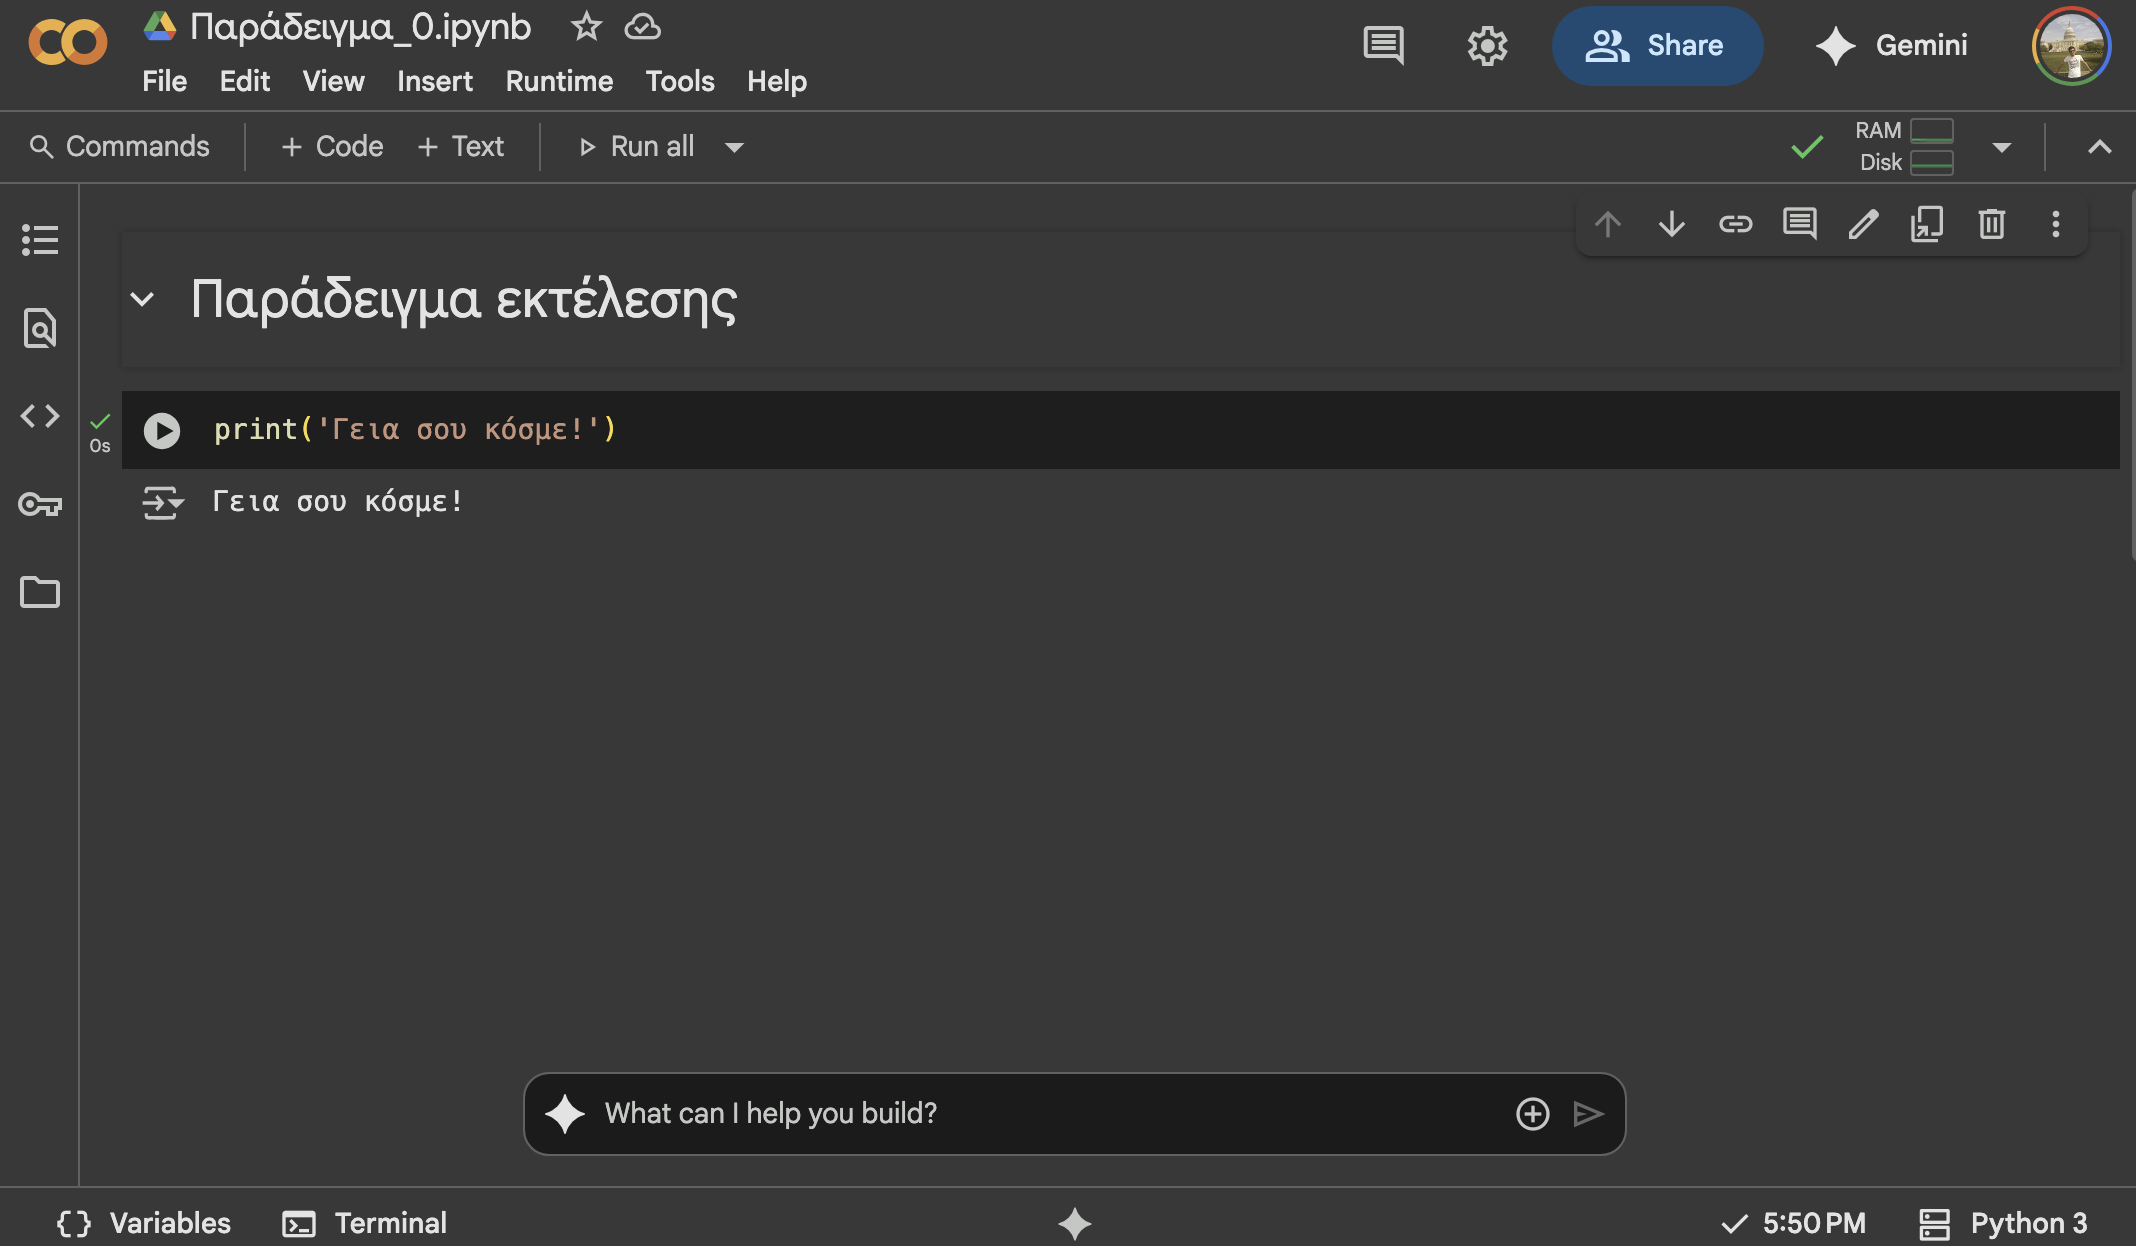 Παράδειγμα_0.ipynb
File Edit View Insert Runtime Tools Help
Share
Gemini
Commands
+ Code + Text
Run all
RAM
Disk
Παράδειγμα εκτέλεσης
0s
print('Γεια σου κόσμε!')
Γεια σου κόσμε!
What can I help you build?
Variables
Terminal
5:50 PM
Python 3